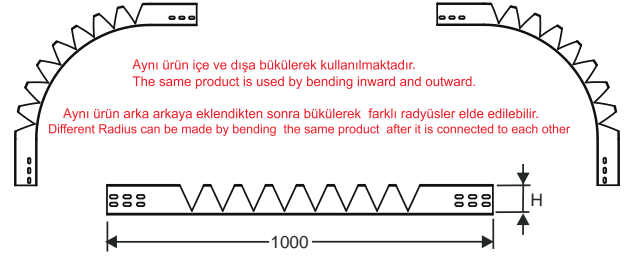 Aynı ürün içe ve dışa bükülerek kullanılmaktadır.
The same product is used by bending inward and outward.
Aynı ürün arka arkaya eklendikten sonra bükülerek farklı radyüsler elde edilebilir.
Different Radius can be made by bending the same product after it is connected to each other
H
1000